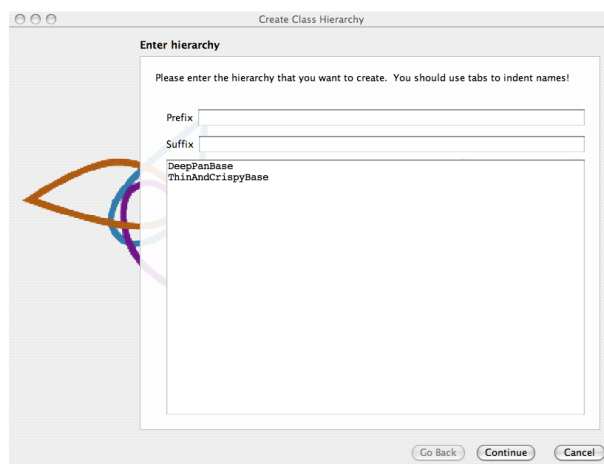 Create Class Hierarchy
Enter hierarchy
Please enter the hierarchy that you want to create. You should use tabs to indent names!
Prefix
Suffix
DeepPanBase
ThinAndCrispyBase
Go Back Continue Cancel